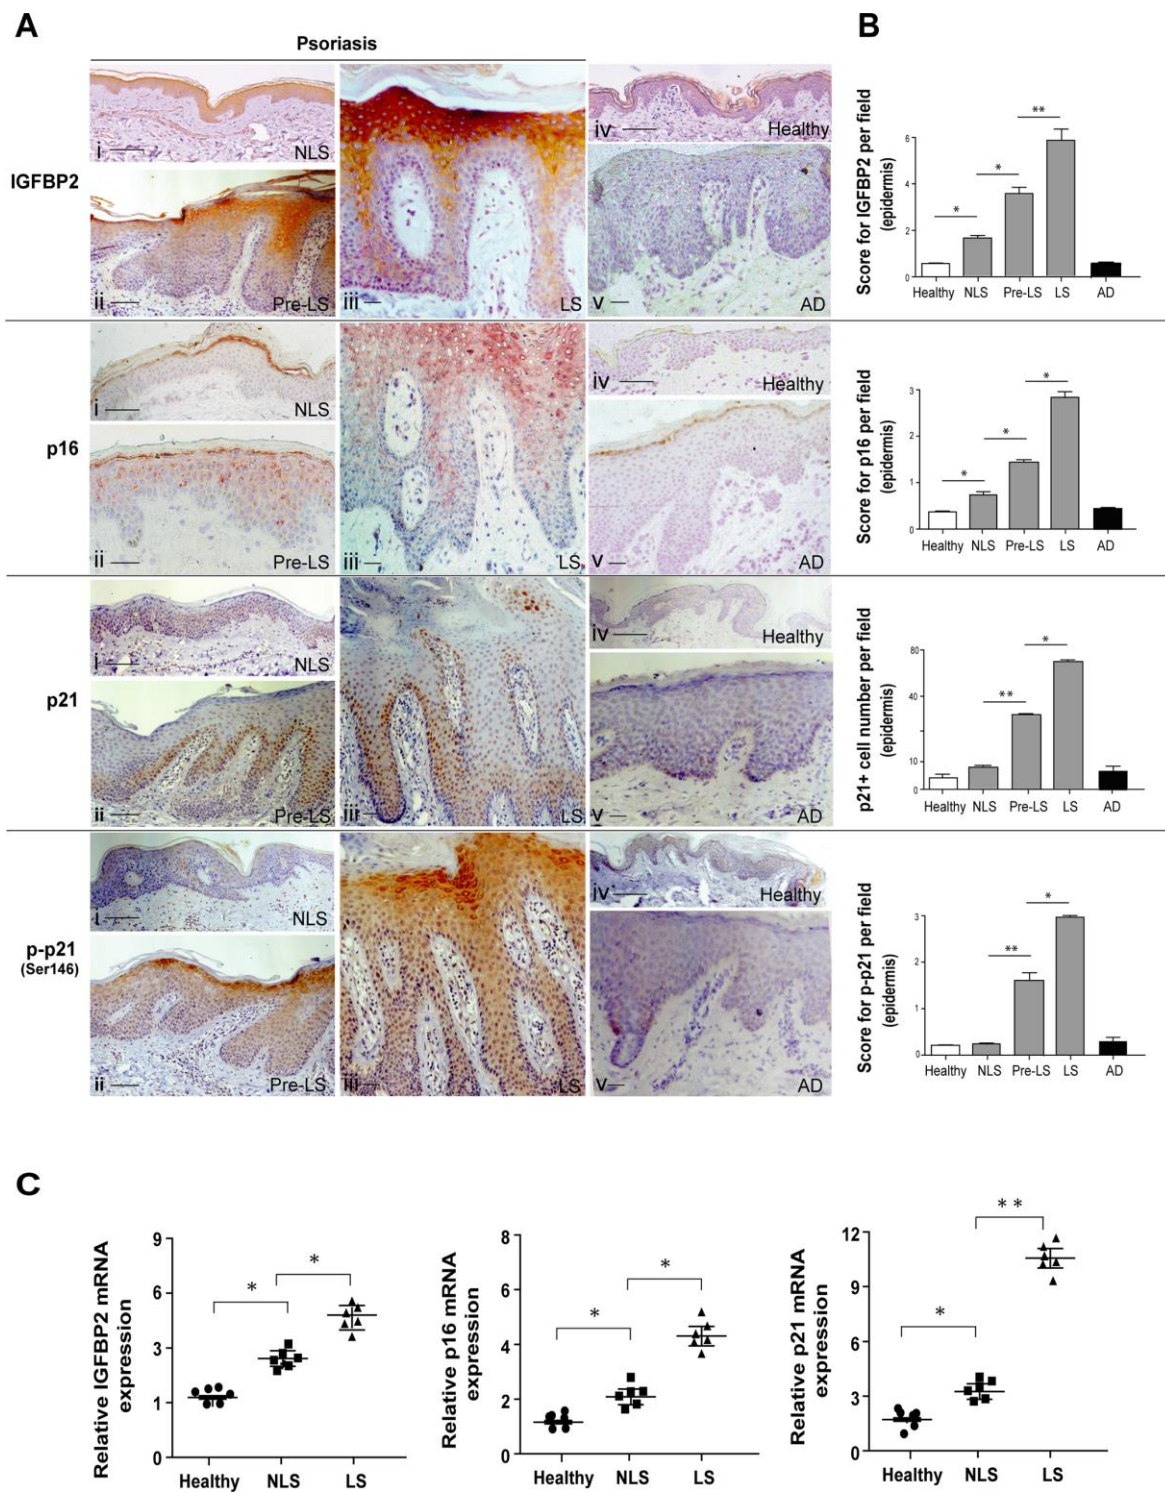 A
B
Psoriasis
IGFBP2
i
NLS
ii
Pre-LS
iii
LS
iv
Healthy
v
AD
Score for IGFBP2 per field
(epidermis)
6
4
2
0
*
*
**
Healthy
NLS
Pre-LS
LS
AD
p16
i
NLS
ii
Pre-LS
iii
LS
iv
Healthy
v
AD
Score for p16 per field
(epidermis)
3
2
1
0
*
*
*
Healthy
NLS
Pre-LS
LS
AD
p21
i
NLS
ii
Pre-LS
iii
LS
iv
Healthy
v
AD
p21+ cell number per field
(epidermis)
80
40
10
0
**
*
Healthy
NLS
Pre-LS
LS
AD
p-p21
(Ser146)
i
NLS
ii
Pre-LS
iii
LS
iv
Healthy
v
AD
Score for p-p21 per field
(epidermis)
3
2
1
0
**
*
Healthy
NLS
Pre-LS
LS
AD
C
Relative IGFBP2 mRNA
expression
9
6
3
1
0
*
*
Healthy
NLS
LS
Relative p16 mRNA
expression
8
6
4
2
0
*
*
Healthy
NLS
LS
Relative p21 mRNA
expression
12
9
6
3
0
*
**
Healthy
NLS
LS